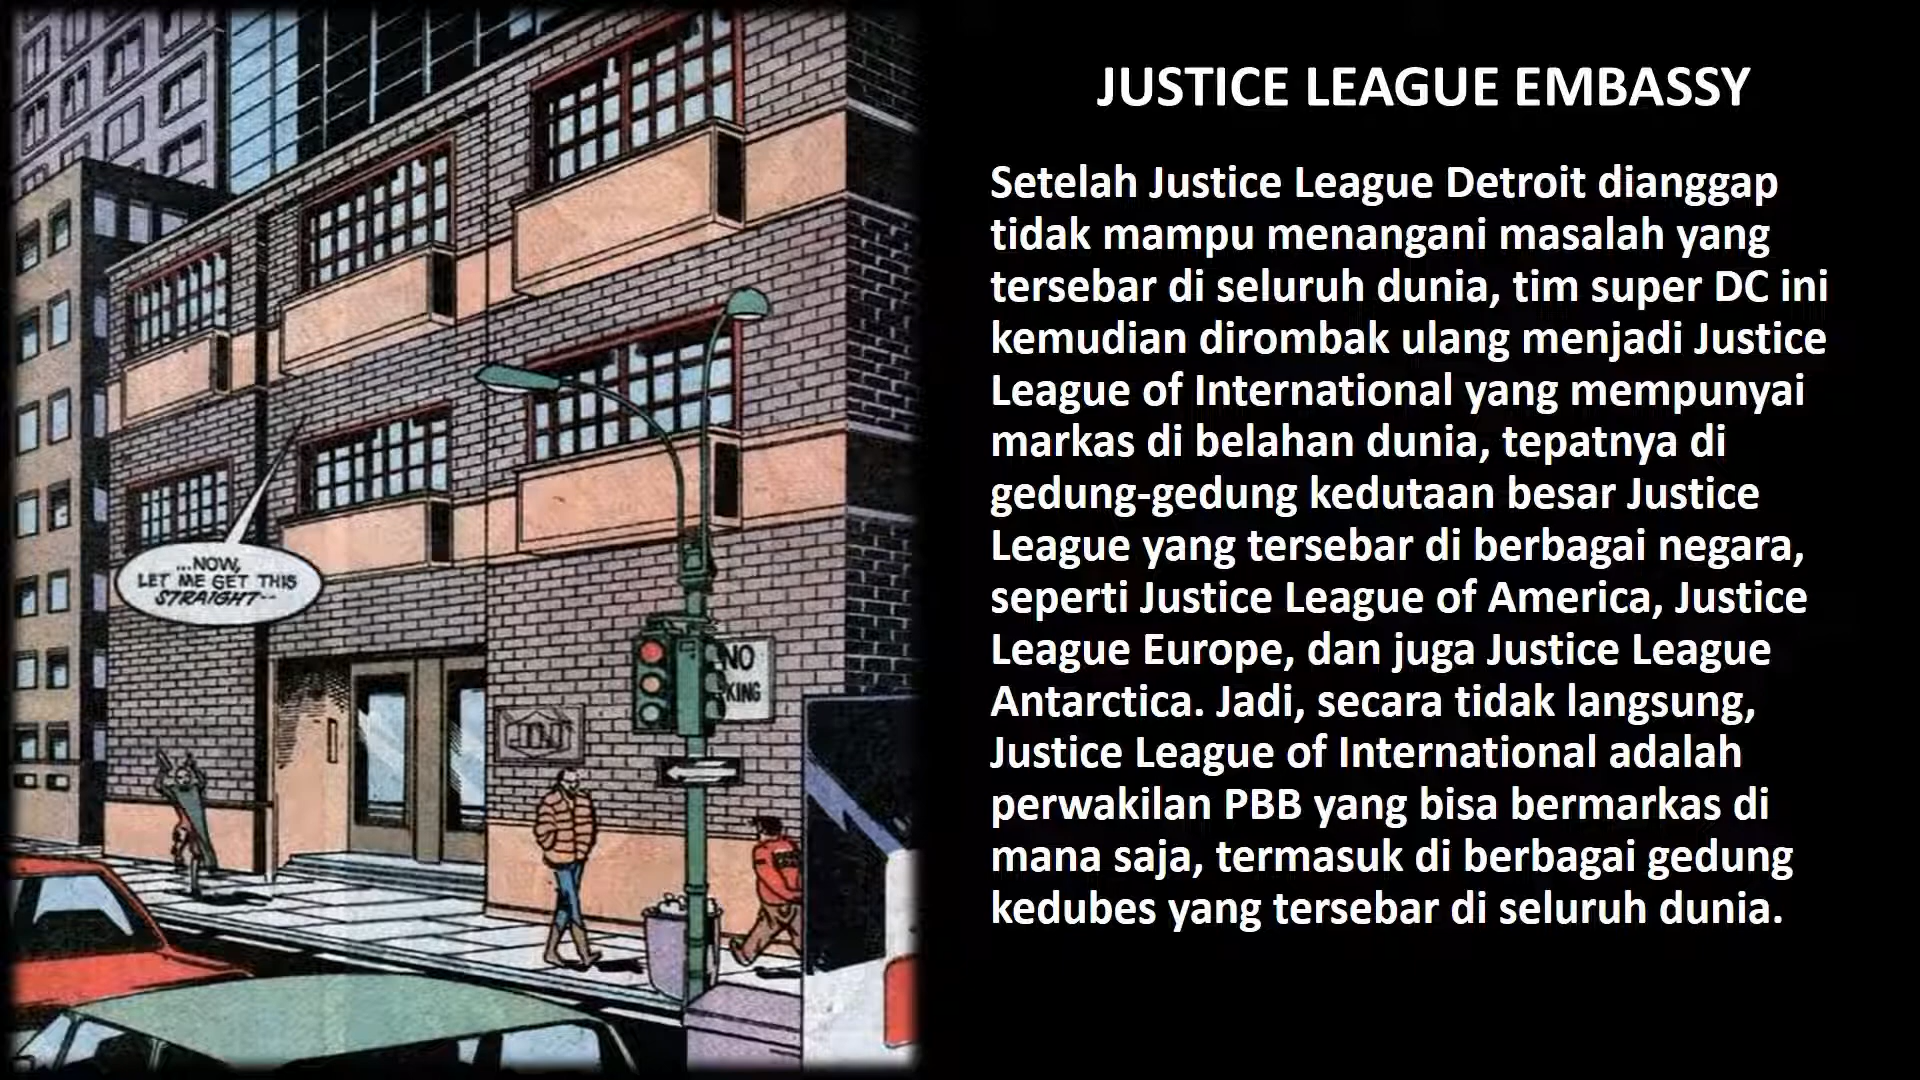 JUSTICE LEAGUE EMBASSY
Setelah Justice League Detroit dianggap
tidak mampu menangani masalah yang
tersebar di seluruh dunia, tim super DC ini
kemudian dirombak ulang menjadi Justice
League of International yang mempunyai
markas di belahan dunia, tepatnya di
gedung-gedung kedutaan besar Justice
League yang tersebar di berbagai negara,
seperti Justice League of America, Justice
League Europe, dan juga Justice League
Antarctica. Jadi, secara tidak langsung,
Justice League of International adalah
perwakilan PBB yang bisa bermarkas di
mana saja, termasuk di berbagai gedung
kedubes yang tersebar di seluruh dunia.
...NOW,
LET ME GET THIS
STRAIGHT--
NO
KING